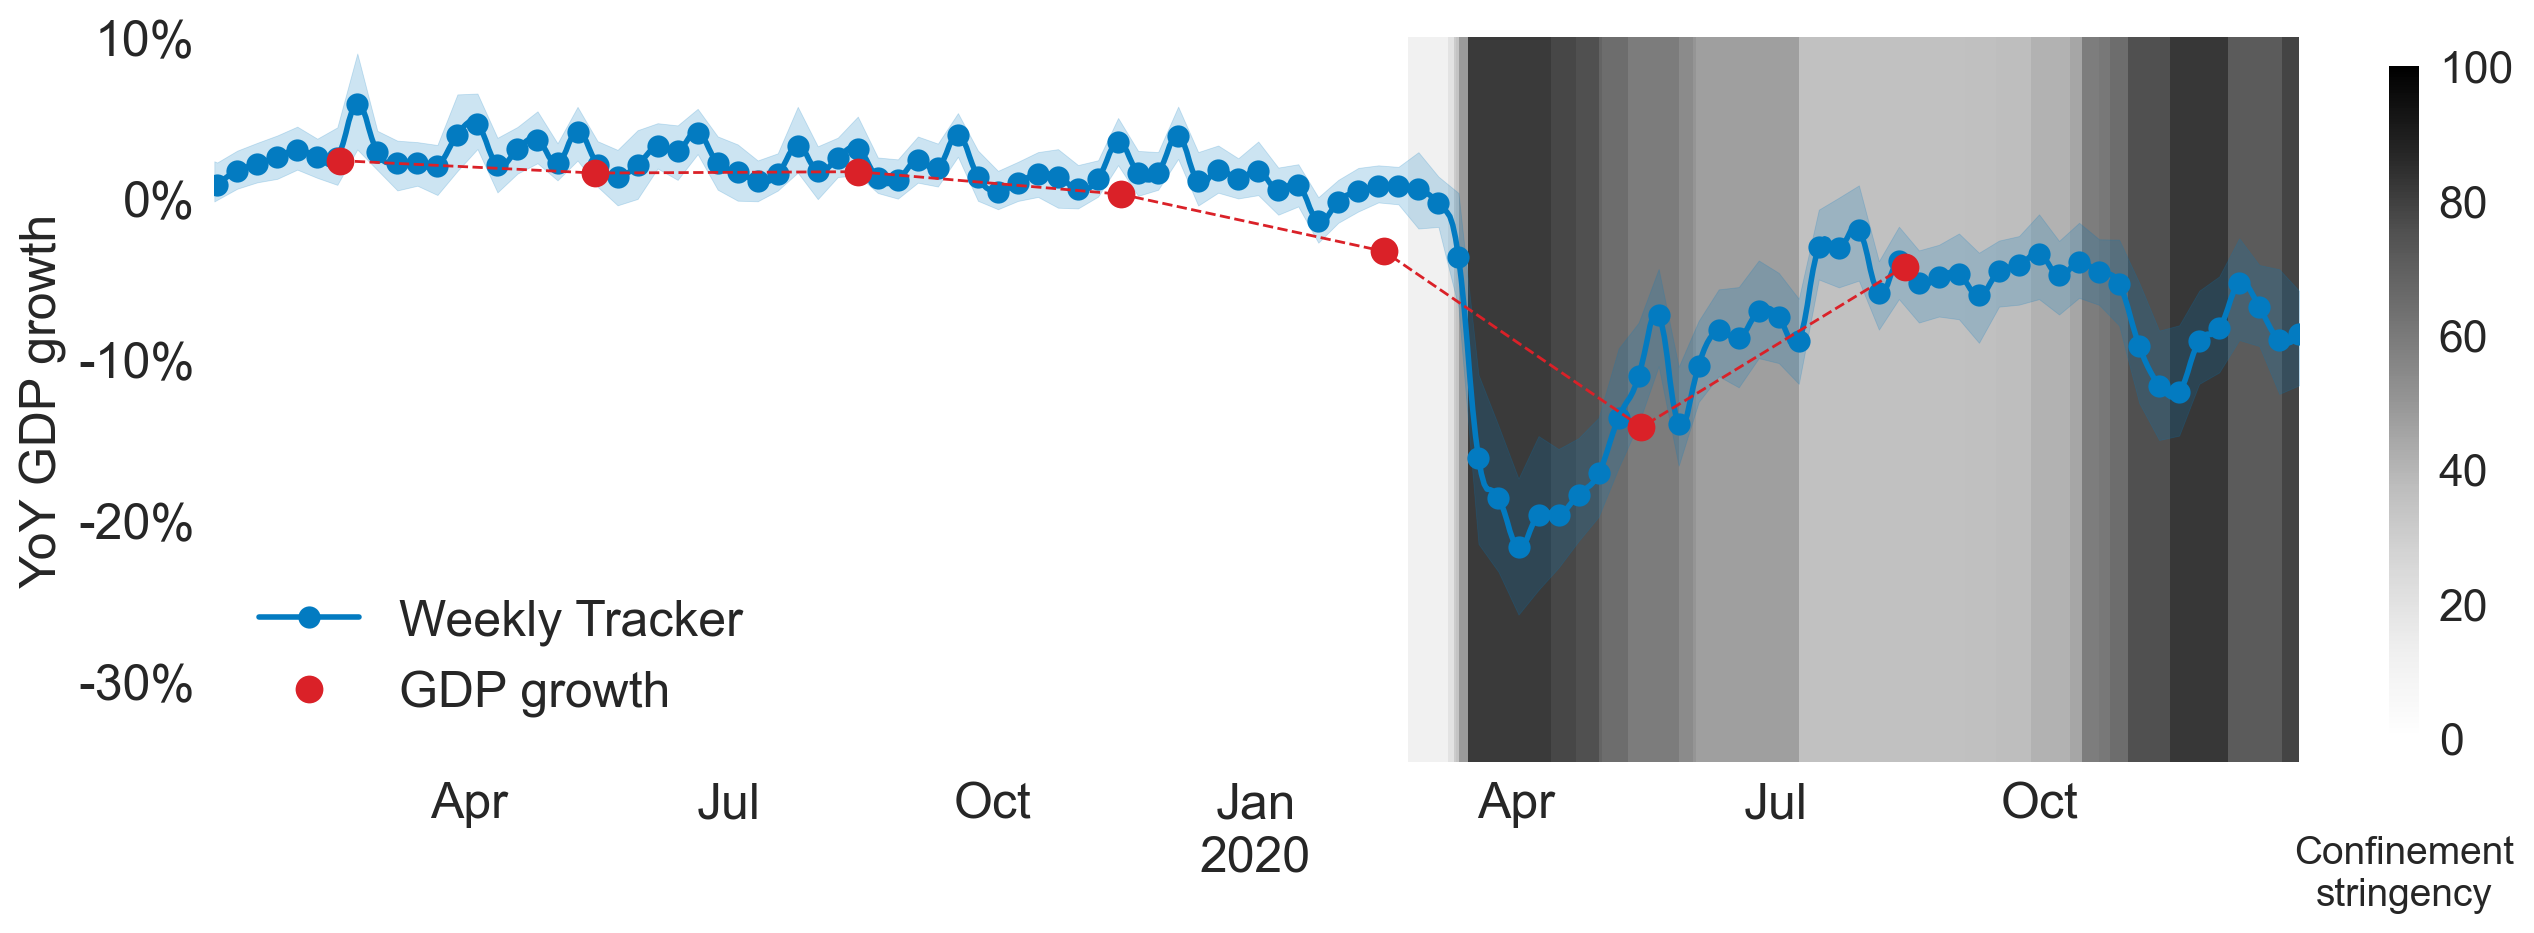 10%
0%
-10%
-20%
-30%
YoY GDP growth
Weekly Tracker
GDP growth
Apr
Jul
Oct
Jan
2020
Apr
Jul
Oct
100
80
60
40
20
0
Confinement
stringency